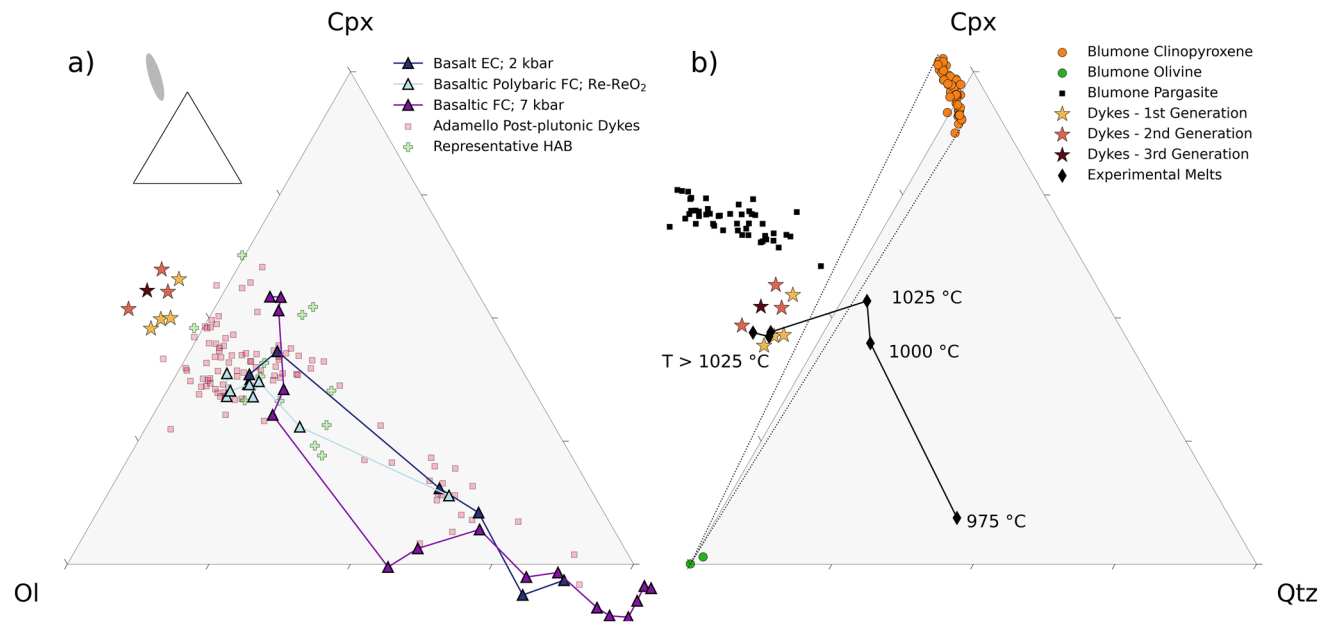 Cpx
Cpx
a)
Basalt EC; 2 kbar
Basaltic Polybaric FC; Re-ReO₂
Basaltic FC; 7 kbar
Adamello Post-plutonic Dykes
Representative HAB
b)
Blumone Clinopyroxene
Blumone Olivine
Blumone Pargasite
Dykes - 1st Generation
Dykes - 2nd Generation
Dykes - 3rd Generation
Experimental Melts
1025 °C
1000 °C
T > 1025 °C
975 °C
Ol
Qtz